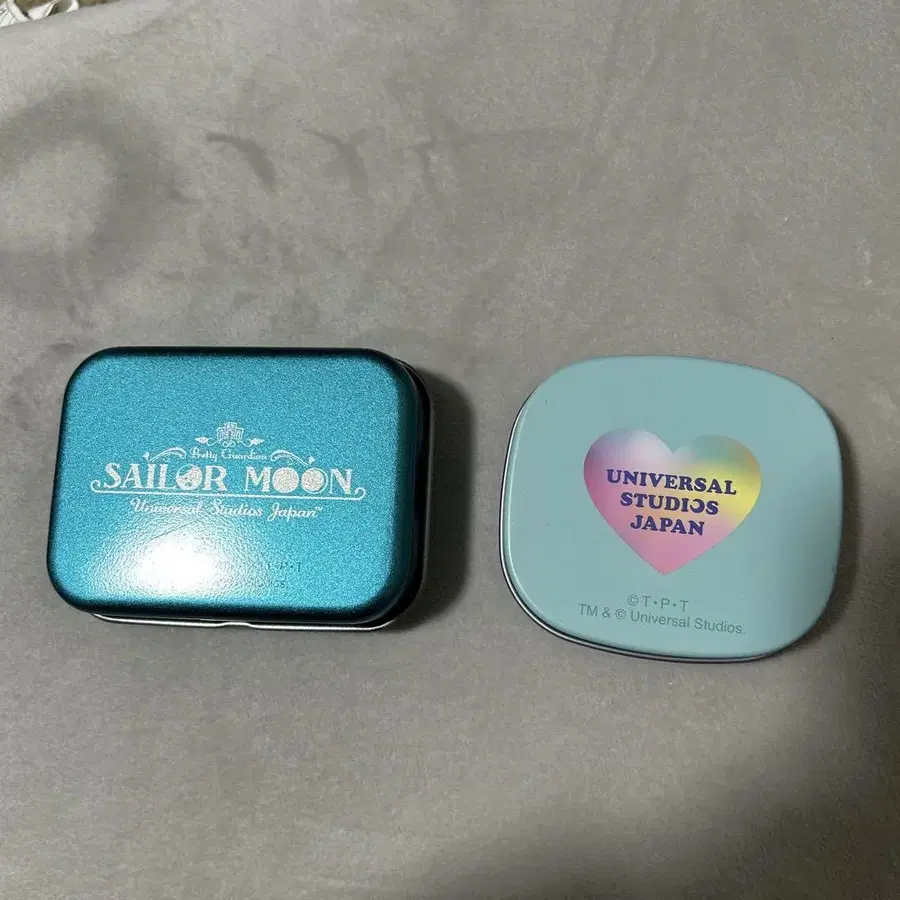 Pretty Guardian
SAILOR MOON
Universal Studios Japan™
T・P・T
UNIVERSAL
STUDIOS
JAPAN
©T・P・T
TM & © Universal Studios.